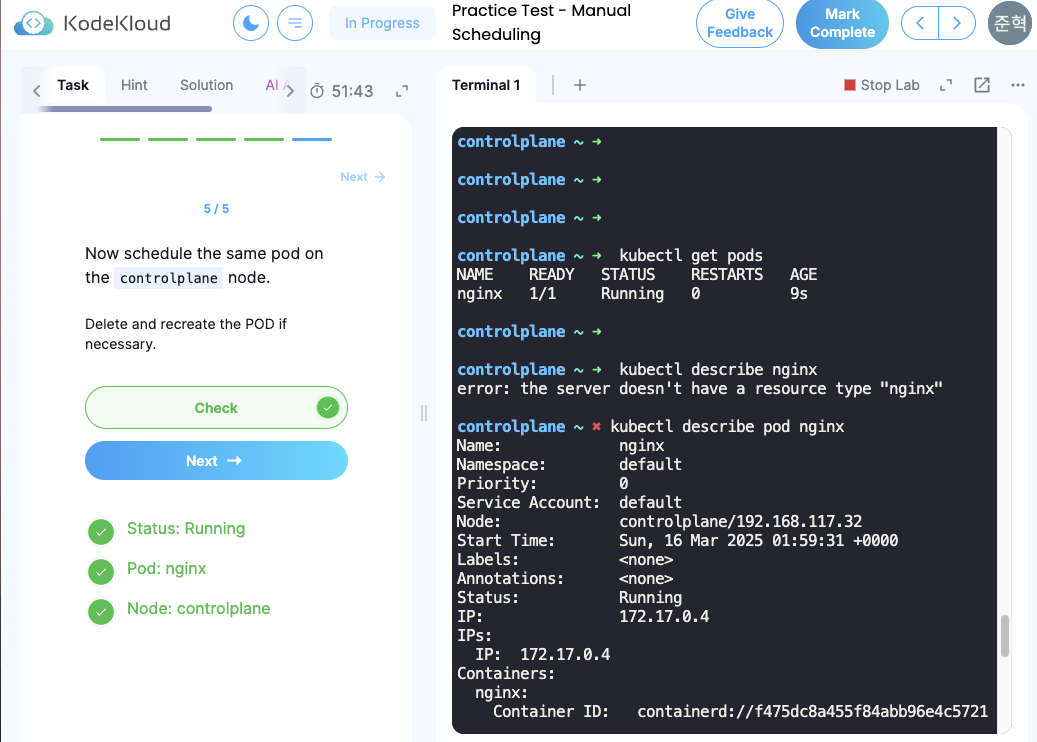 KodeKloud
In Progress
Practice Test - Manual
Scheduling
Give
Feedback
Mark
Complete
준혁
Task
Hint
Solution
AI
51:43
Terminal 1
+
Stop Lab
Next →
5 / 5
Now schedule the same pod on
the controlplane node.
Delete and recreate the POD if
necessary.
Check
Next →
Status: Running
Pod: nginx
Node: controlplane
controlplane ~ ➜
controlplane ~ ➜
controlplane ~ ➜
controlplane ~ ➜  kubectl get pods
NAME    READY   STATUS    RESTARTS   AGE
nginx   1/1     Running   0          9s
controlplane ~ ➜
controlplane ~ ➜  kubectl describe nginx
error: the server doesn't have a resource type "nginx"
controlplane ~ ✖ kubectl describe pod nginx
Name:             nginx
Namespace:        default
Priority:         0
Service Account:  default
Node:             controlplane/192.168.117.32
Start Time:       Sun, 16 Mar 2025 01:59:31 +0000
Labels:           <none>
Annotations:      <none>
Status:           Running
IP:               172.17.0.4
IPs:
  IP:  172.17.0.4
Containers:
  nginx:
    Container ID:   containerd://f475dc8a455f84abb96e4c5721